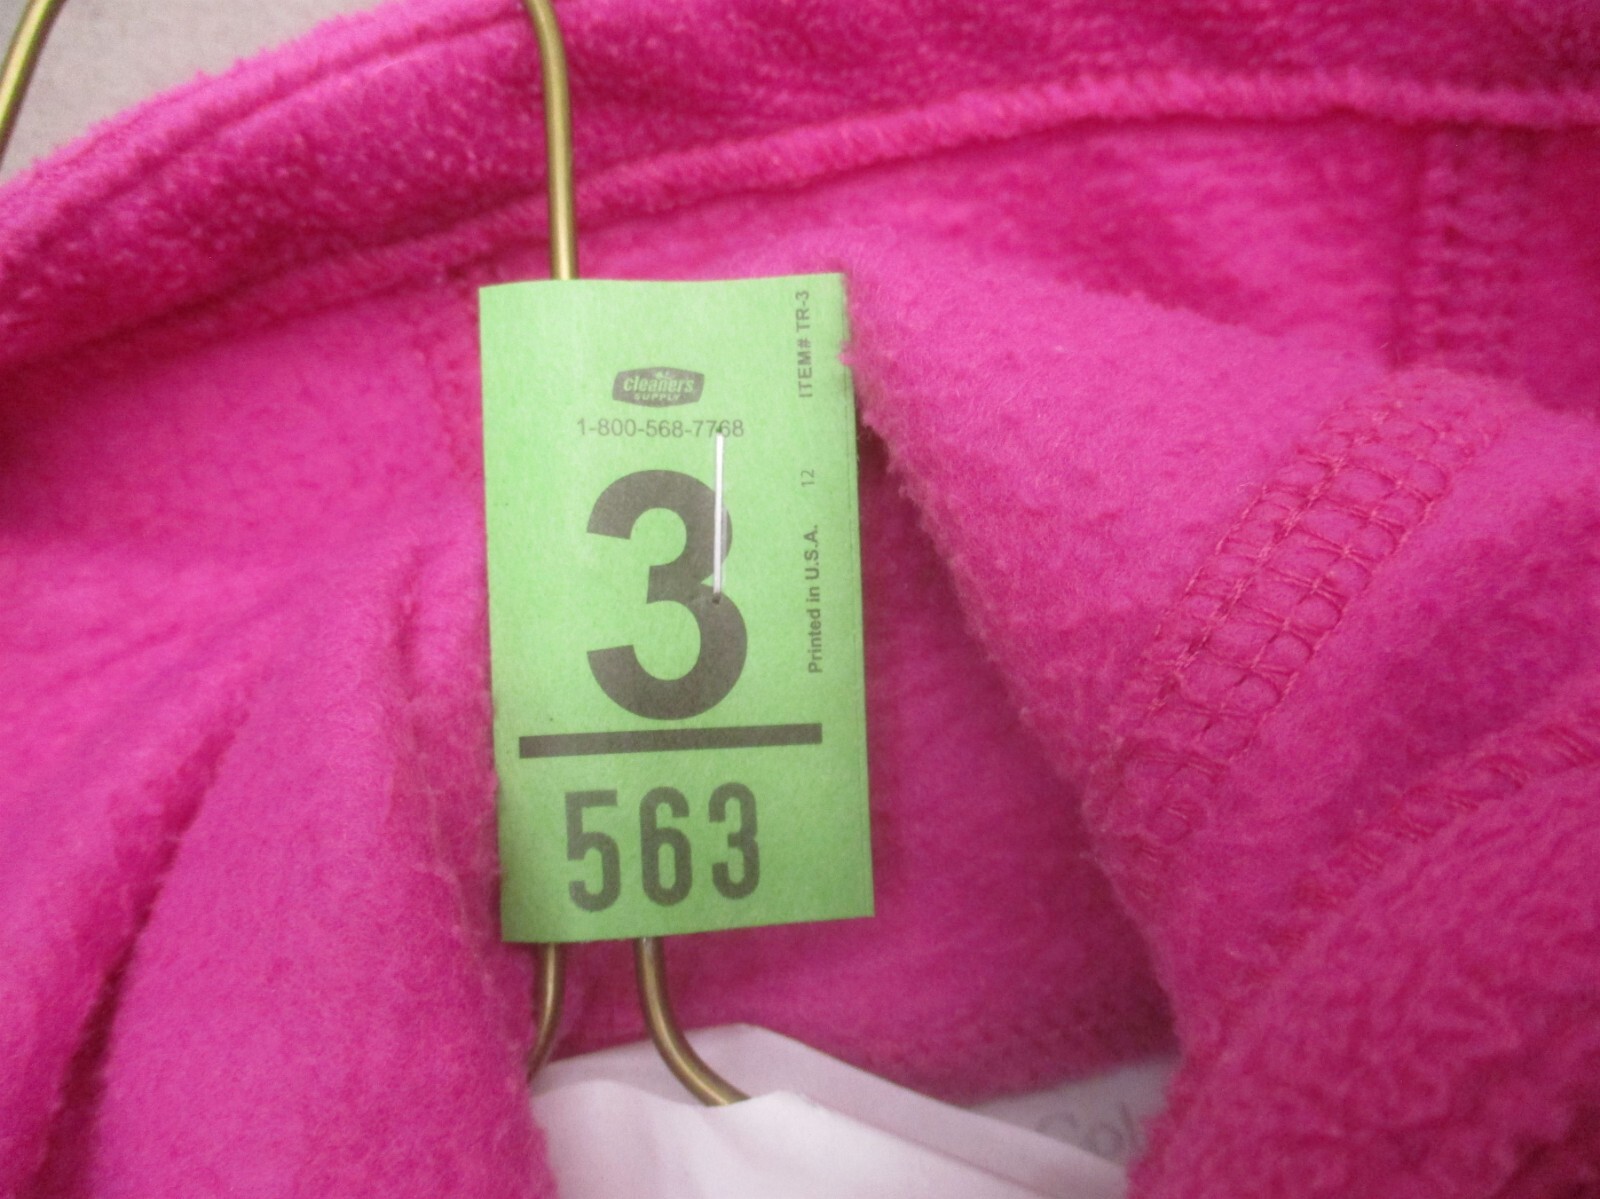 cleaners
SUPPLY
1-800-568-7768
3
563
ITEM# TR-3
12
Printed in U.S.A.